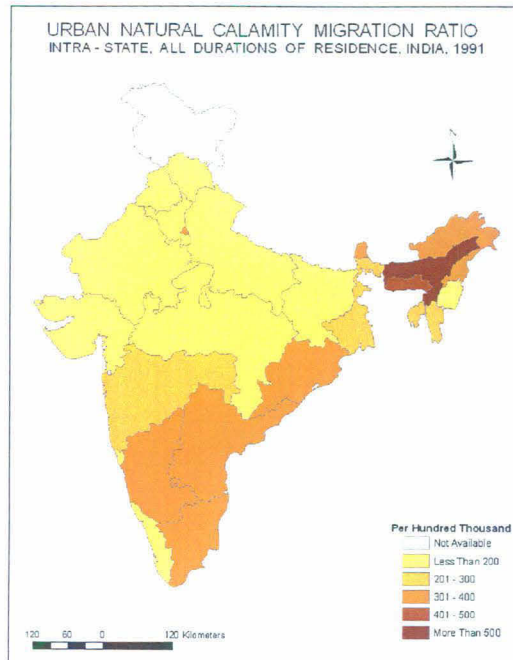 URBAN NATURAL CALAMITY MIGRATION RATIO
INTRA - STATE, ALL DURATIONS OF RESIDENCE, INDIA, 1991
Per Hundred Thousand
Not Available
Less Than 200
201 - 300
301 - 400
401 - 500
More Than 500
120 60 0 120 Kilometers